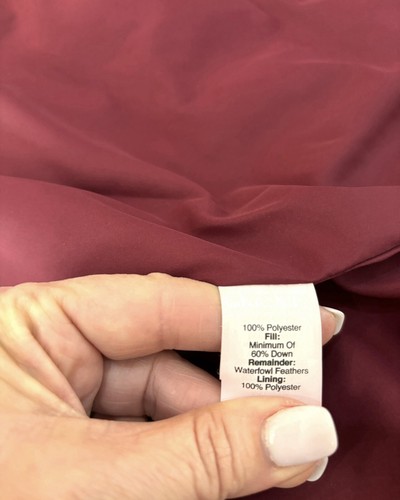 100% Polyester
Fill:
Minimum Of
60% Down
Remainder:
Waterfowl Feathers
Lining:
100% Polyester